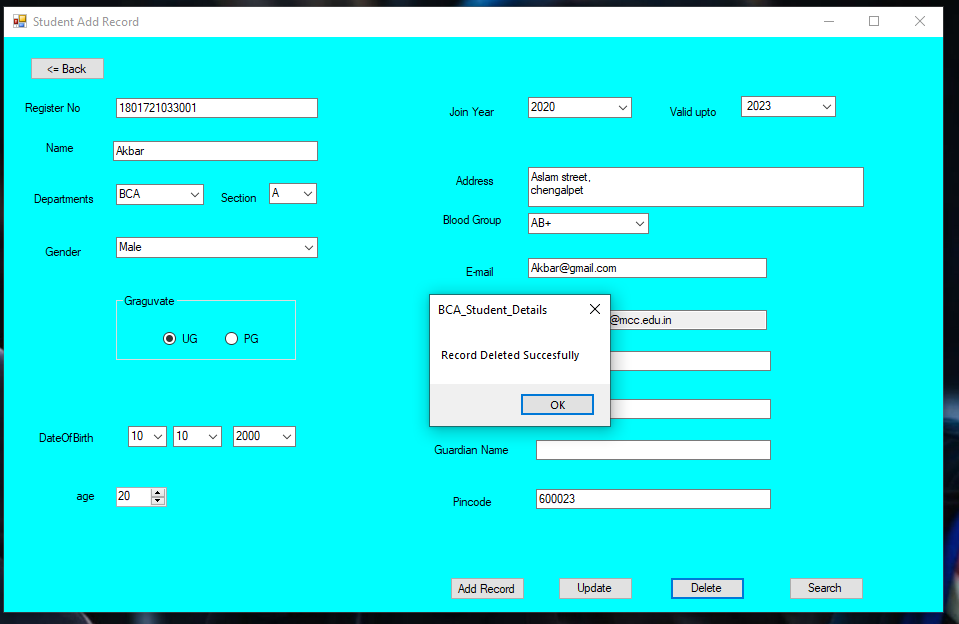 Student Add Record
<= Back
Register No 1801721033001
Join Year 2020 Valid upto 2023
Name Akbar
Address Aslam street,
chengalpet
Departments BCA Section A
Blood Group AB+
Gender Male
E-mail Akbar@gmail.com
Graguvate
UG PG
BCA_Student_Details
@mcc.edu.in
Record Deleted Succesfully
OK
DateOfBirth 10 10 2000
Guardian Name
age 20
Pincode 600023
Add Record Update Delete Search